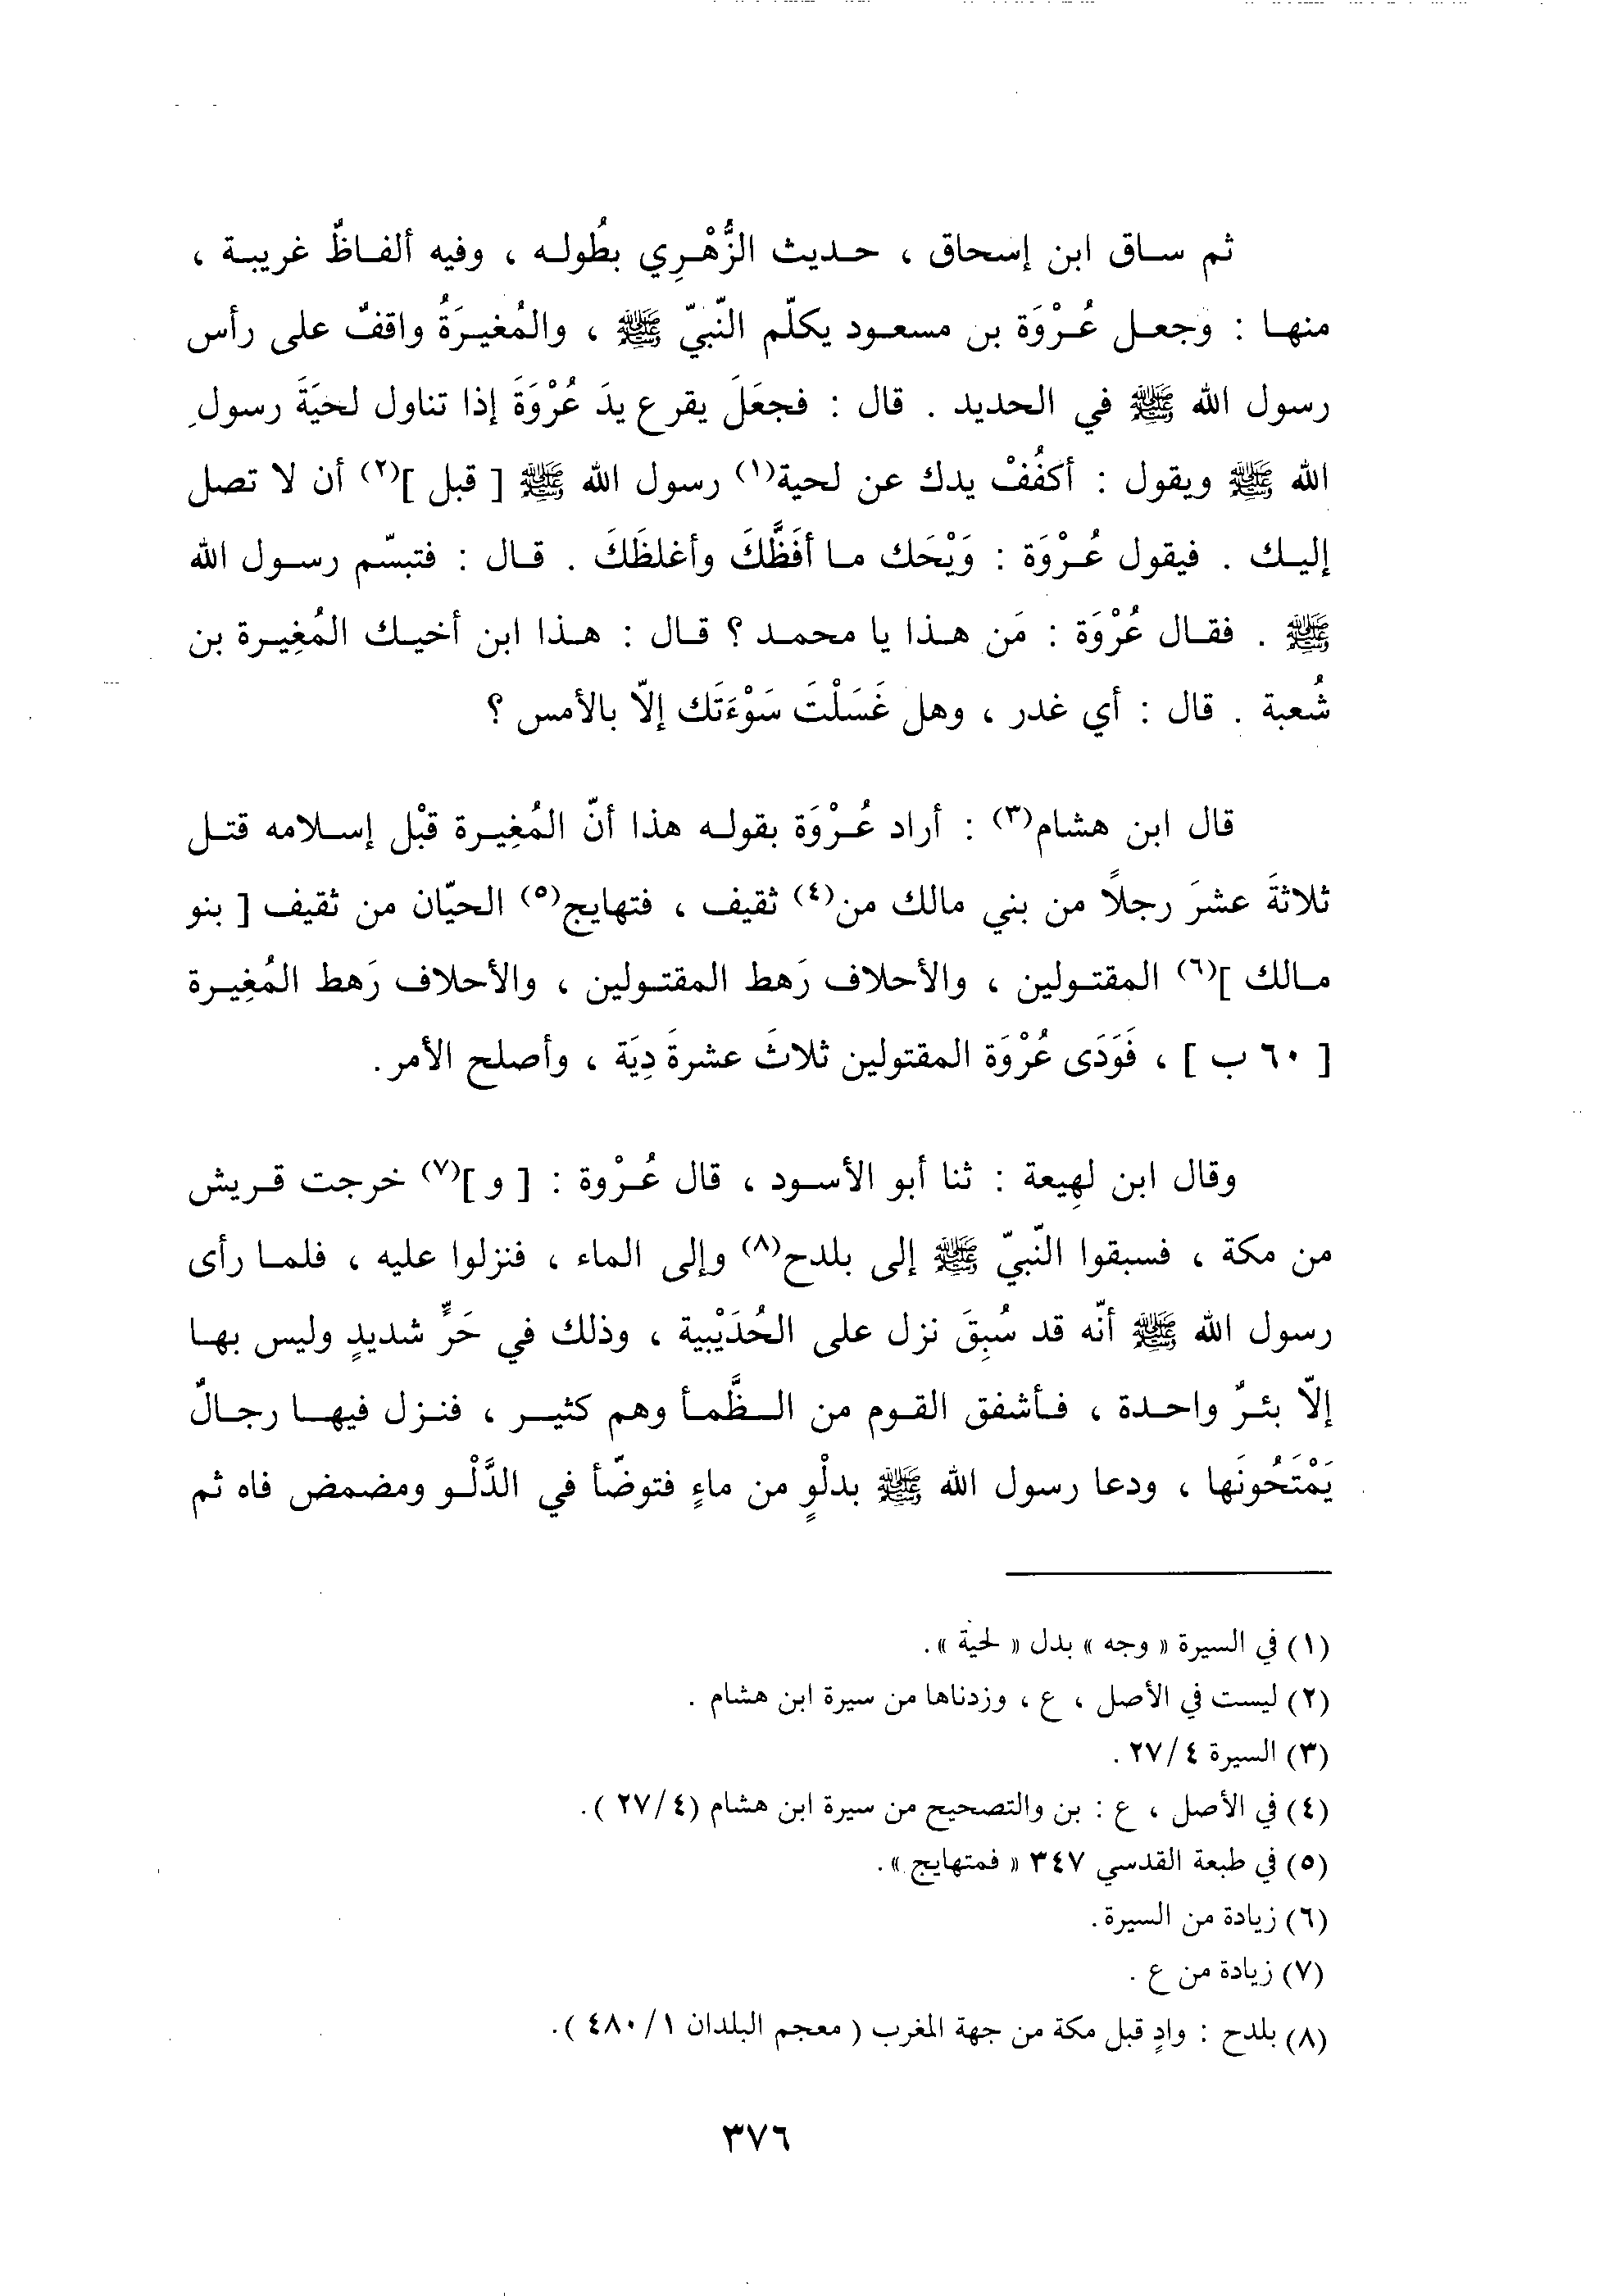 ثم ساق ابن إسحاق ، حديث الزُّهْرِي بطُوله ، وفيه ألفاظٌ غريبة ،
منها : وجعل عُرْوَة بن مسعود يكلّم النّبيّ ﷺ ، والمُغيرَةُ واقفٌ على رأس
رسول الله ﷺ في الحديد . قال : فجعَلَ يقرع يدَ عُرْوَةَ إذا تناول لحيَةَ رسولِ
الله ﷺ ويقول : أكفُفْ يدك عن لحية(١) رسول الله ﷺ [ قبل ](٢) أن لا تصل
إليك . فيقول عُرْوَة : وَيْحَك ما أفَظَّكَ وأغلظَكَ . قال : فتبسّم رسول الله
ﷺ . فقال عُرْوَة : مَن هذا يا محمد ؟ قال : هذا ابن أخيك المُغِيرة بن
شُعبة . قال : أي غدر ، وهل غَسَلْتَ سَوْءَتَك إلاّ بالأمس ؟
قال ابن هشام(٣) : أراد عُرْوَة بقوله هذا أنّ المُغِيرة قبْل إسلامه قتل
ثلاثةَ عشرَ رجلاً من بني مالك من(٤) ثقيف ، فتهايج(٥) الحيّان من ثقيف [ بنو
مالك ](٦) المقتولين ، والأحلاف رَهط المقتولين ، والأحلاف رَهط المُغِيرة
[ ٦٠ ب ] ، فَوَدَى عُرْوَة المقتولين ثلاثَ عشرةَ دِيَة ، وأصلح الأمر.
وقال ابن لهِيعة : ثنا أبو الأسود ، قال عُرْوة : [ و ](٧) خرجت قريش
من مكة ، فسبقوا النّبيّ ﷺ إلى بلدح(٨) وإلى الماء ، فنزلوا عليه ، فلما رأى
رسول الله ﷺ أنّه قد سُبِقَ نزل على الحُدَيْبية ، وذلك في حَرٍّ شديدٍ وليس بها
إلاّ بئرٌ واحدة ، فأشفق القوم من الظَّمأ وهم كثير ، فنزل فيها رجالٌ
يَمْتَحُونَها ، ودعا رسول الله ﷺ بدلْوٍ من ماءٍ فتوضّأ في الدَّلْو ومضمض فاه ثم
(١) في السيرة « وجه » بدل « لحية ».
(٢) ليست في الأصل ، ع ، وزدناها من سيرة ابن هشام .
(٣) السيرة ٤/ ٢٧ .
(٤) في الأصل ، ع : بن والتصحيح من سيرة ابن هشام (٤/ ٢٧ ).
(٥) في طبعة القدسي ٣٤٧ « فمتهايج ».
(٦) زيادة من السيرة.
(٧) زيادة من ع .
(٨) بلدح : وادٍ قبل مكة من جهة المغرب ( معجم البلدان ١/ ٤٨٠ ).
٣٧٦